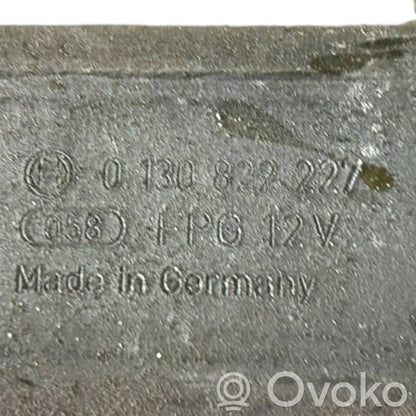 0 130 822 227
058 FPG 12V
Made in Germany
Ovoko